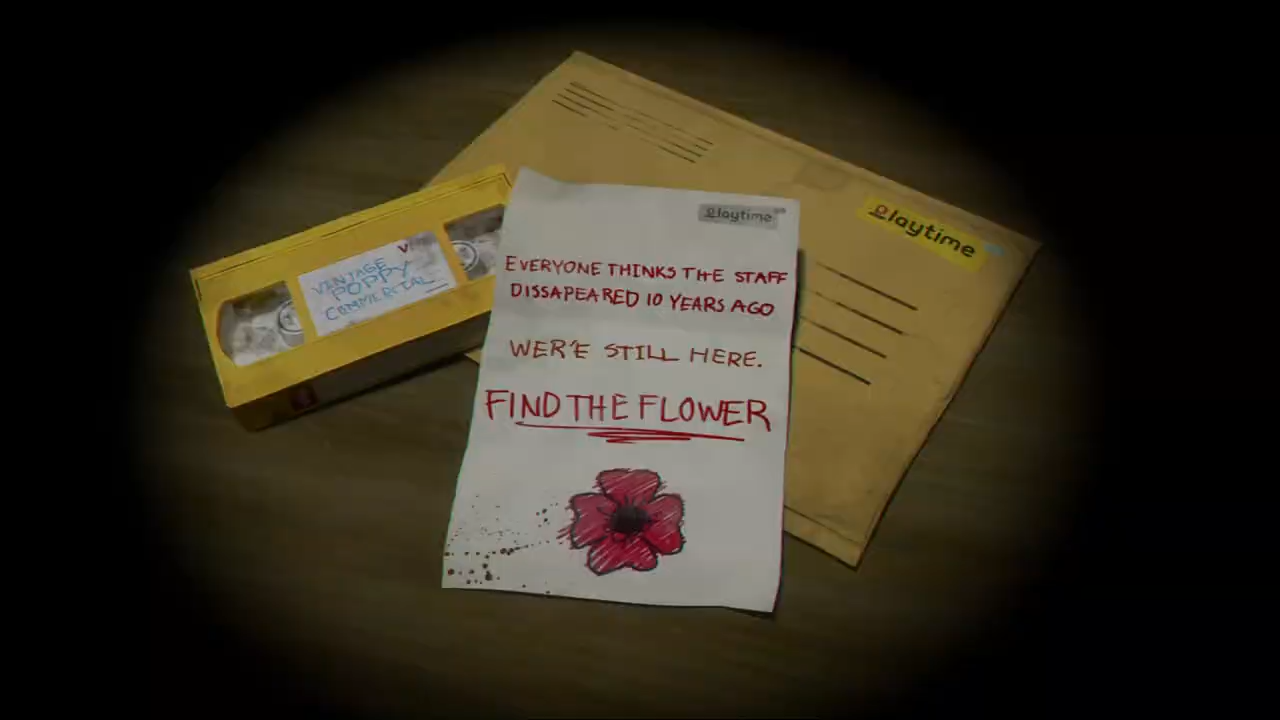 VINTAGE
POPPY
COMMERCIAL
Playtime
EVERYONE THINKS THE STAFF
DISSAPEARED 10 YEARS AGO
WER'E STILL HERE.
FIND THE FLOWER
Playtime